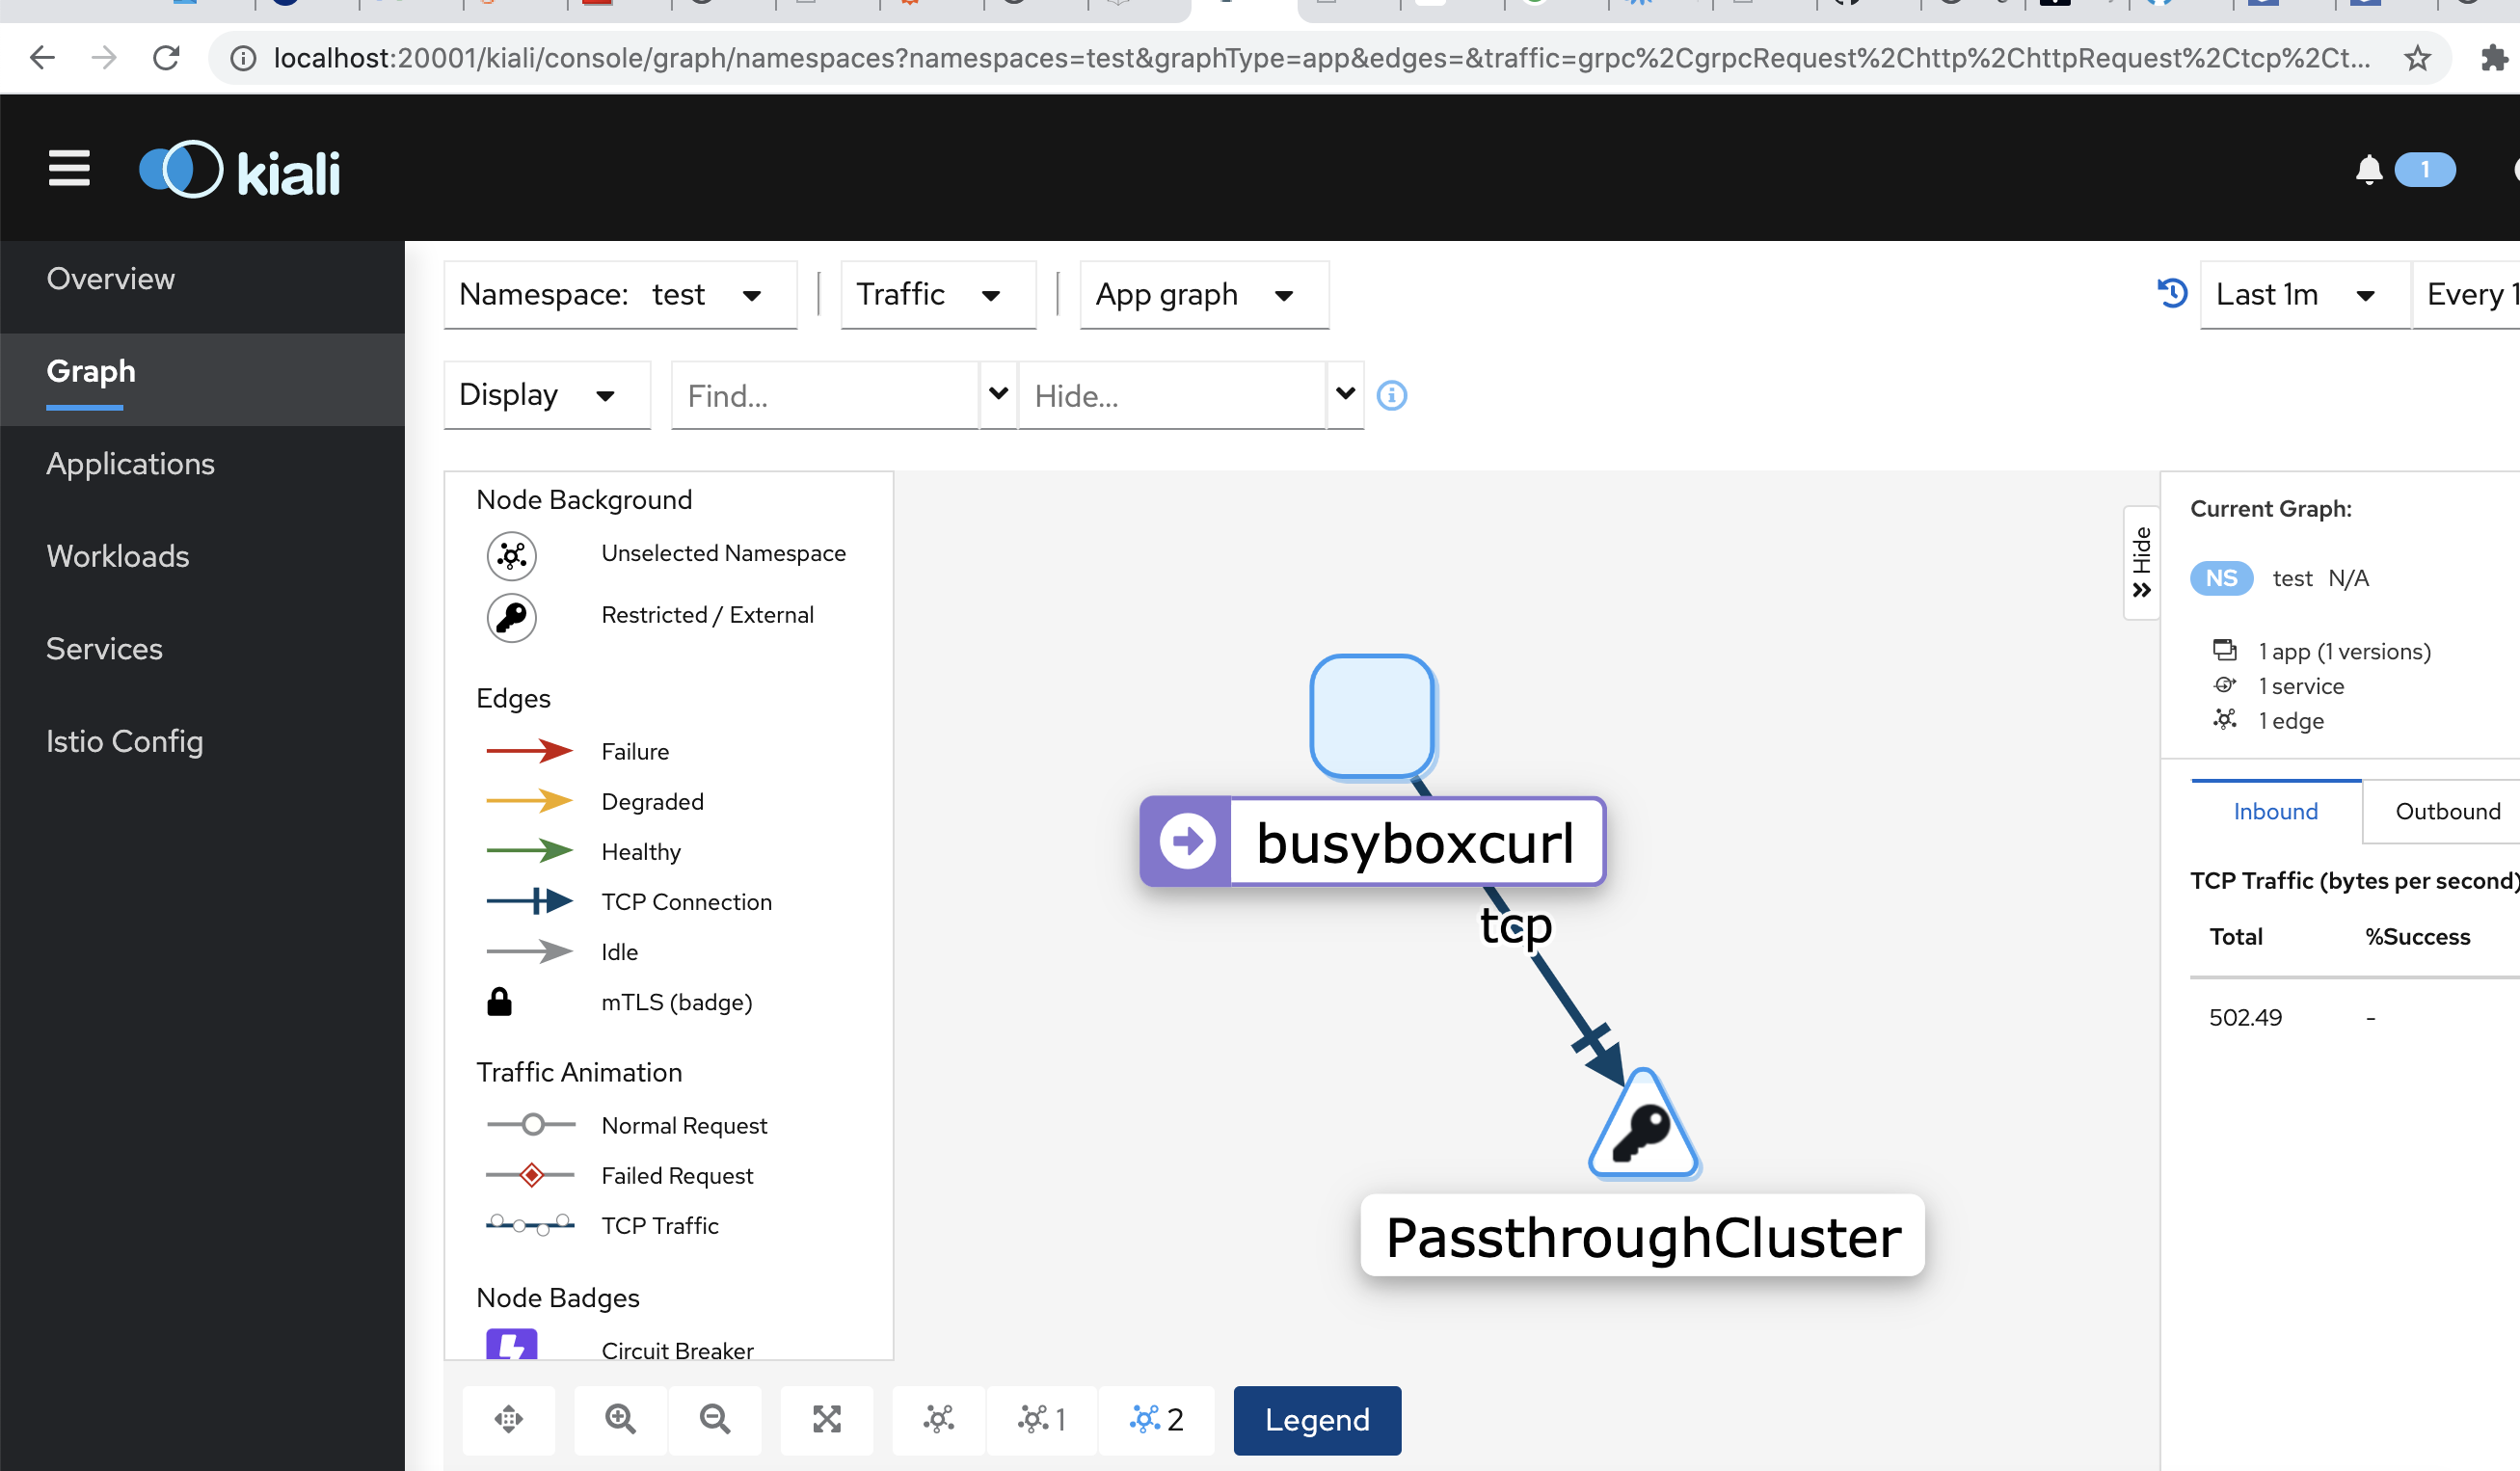 localhost:20001/kiali/console/graph/namespaces?namespaces=test&graphType=app&edges=&traffic=grpc%2CgrpcRequest%2Chttp%2ChttpRequest%2Ctcp%2Ct...
kiali
1
Overview
Graph
Applications
Workloads
Services
Istio Config
Namespace: test
Traffic
App graph
Last 1m
Every 1
Display
Find...
Hide...
Node Background
Unselected Namespace
Restricted / External
Edges
Failure
Degraded
Healthy
TCP Connection
Idle
mTLS (badge)
Traffic Animation
Normal Request
Failed Request
TCP Traffic
Node Badges
Circuit Breaker
busyboxcurl
tcp
PassthroughCluster
1
2
Legend
Hide
Current Graph:
NS test N/A
1 app (1 versions)
1 service
1 edge
Inbound
Outbound
TCP Traffic (bytes per second)
Total %Success
502.49 -